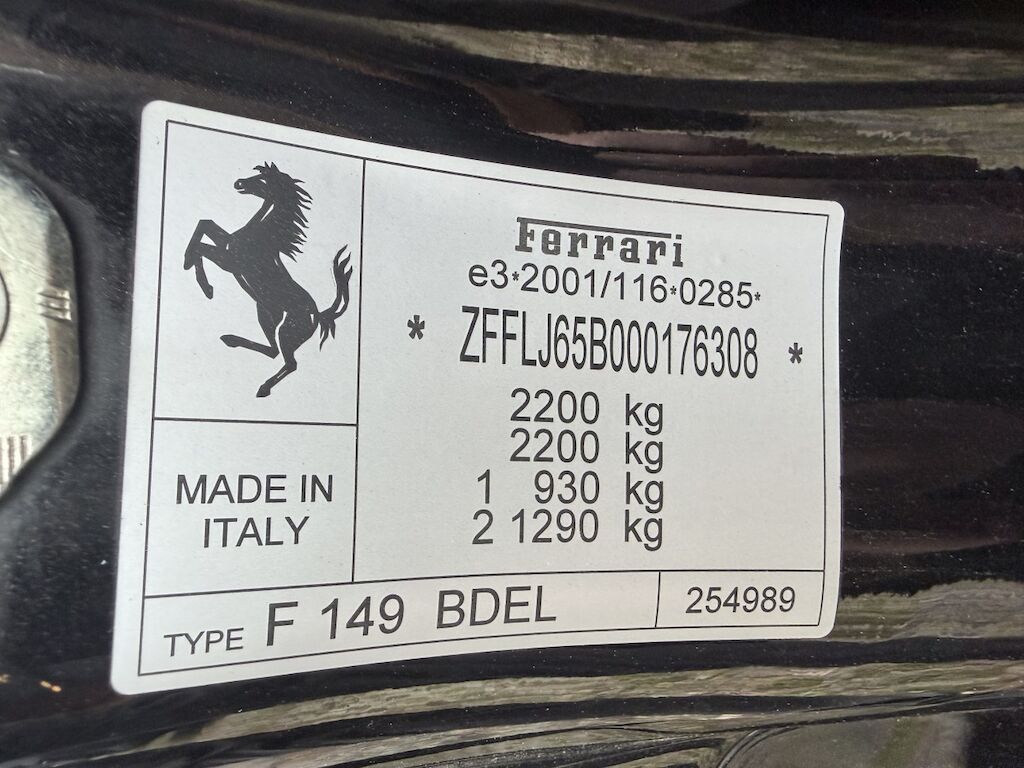 Ferrari
e3*2001/116*0285*
* ZFFLJ65B000176308 *
2200 kg
2200 kg
1 930 kg
2 1290 kg
MADE IN
ITALY
TYPE F 149 BDEL
254989